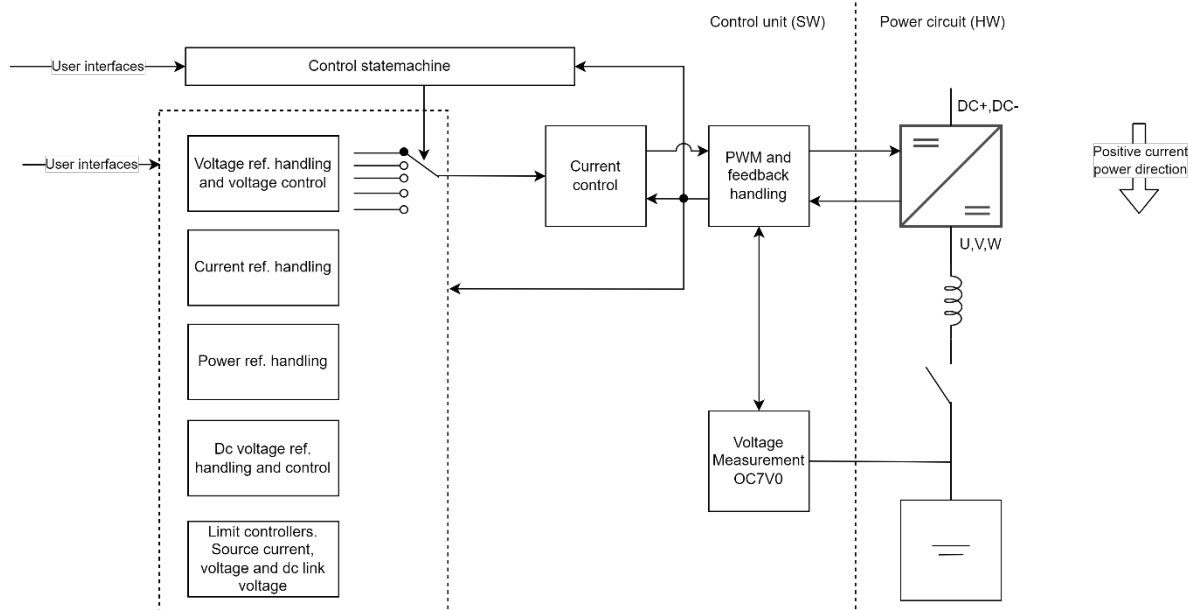 Control unit (SW)
Power circuit (HW)
User interfaces
Control statemachine
DC+,DC-
User interfaces
Voltage ref. handling
and voltage control
Current
control
PWM and
feedback
handling
Positive current
power direction
U,V,W
Current ref. handling
Power ref. handling
Dc voltage ref.
handling and control
Voltage
Measurement
OC7V0
Limit controllers.
Source current,
voltage and dc link
voltage